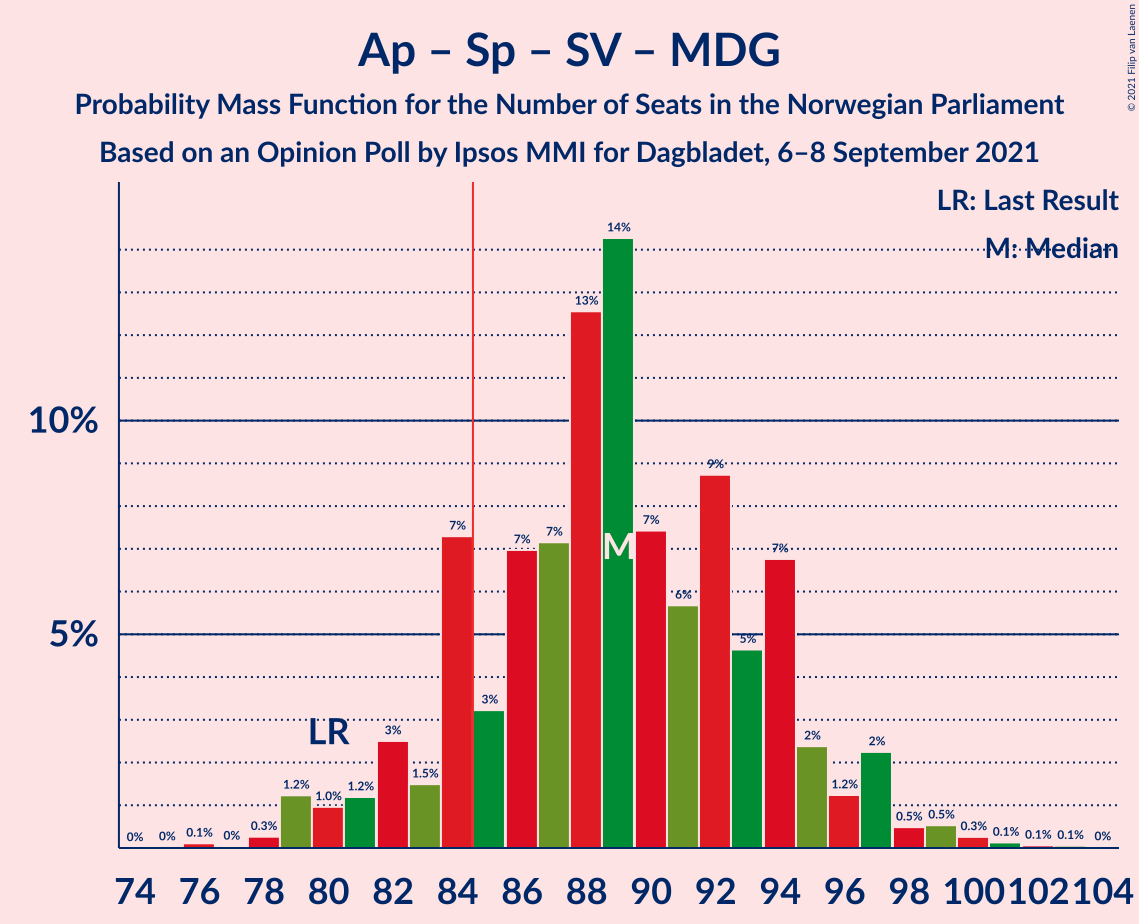 Ap – Sp – SV – MDG
Probability Mass Function for the Number of Seats in the Norwegian Parliament
Based on an Opinion Poll by Ipsos MMI for Dagbladet, 6–8 September 2021
© 2021 Filip van Laenen
LR: Last Result
M: Median
10%
5%
0% 0% 0.1% 0% 0.3% 1.2% 1.0% 1.2% 3% 1.5% 7% 3% 7% 7% 13% 14% 7% 6% 9% 5% 7% 2% 1.2% 2% 0.5% 0.5% 0.3% 0.1% 0.1% 0.1% 0%
LR
M
74 76 78 80 82 84 86 88 90 92 94 96 98 100 102 104